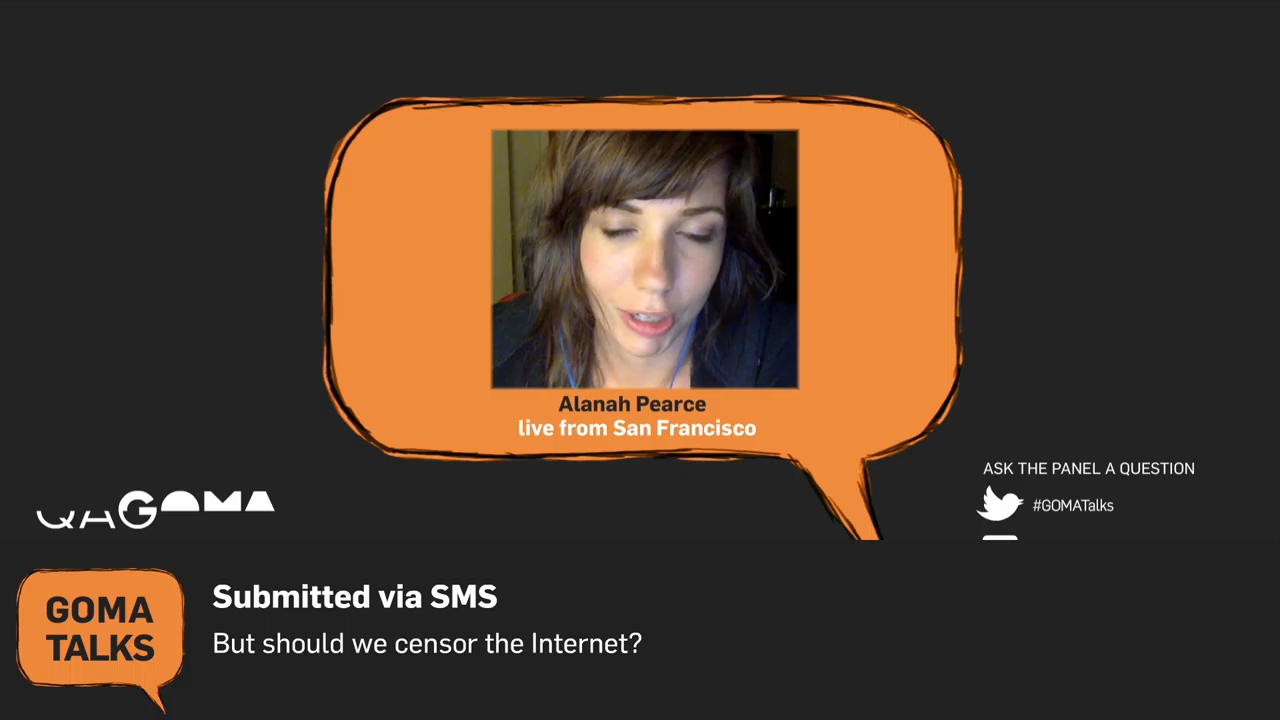 Alanah Pearce
live from San Francisco
ASK THE PANEL A QUESTION
#GOMATalks
QAGOMA
GOMA
TALKS
Submitted via SMS
But should we censor the Internet?